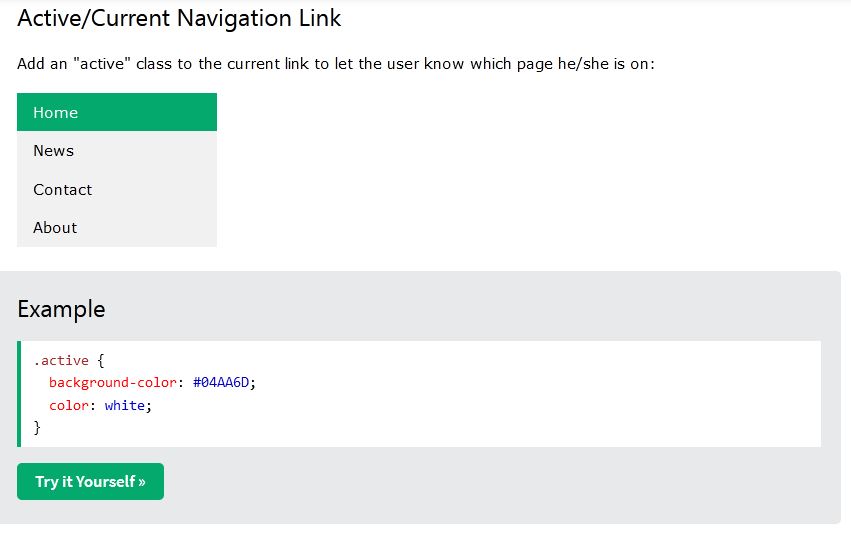 Active/Current Navigation Link
Add an "active" class to the current link to let the user know which page he/she is on:
Home
News
Contact
About
Example
.active {
  background-color: #04AA6D;
  color: white;
}
Try it Yourself »